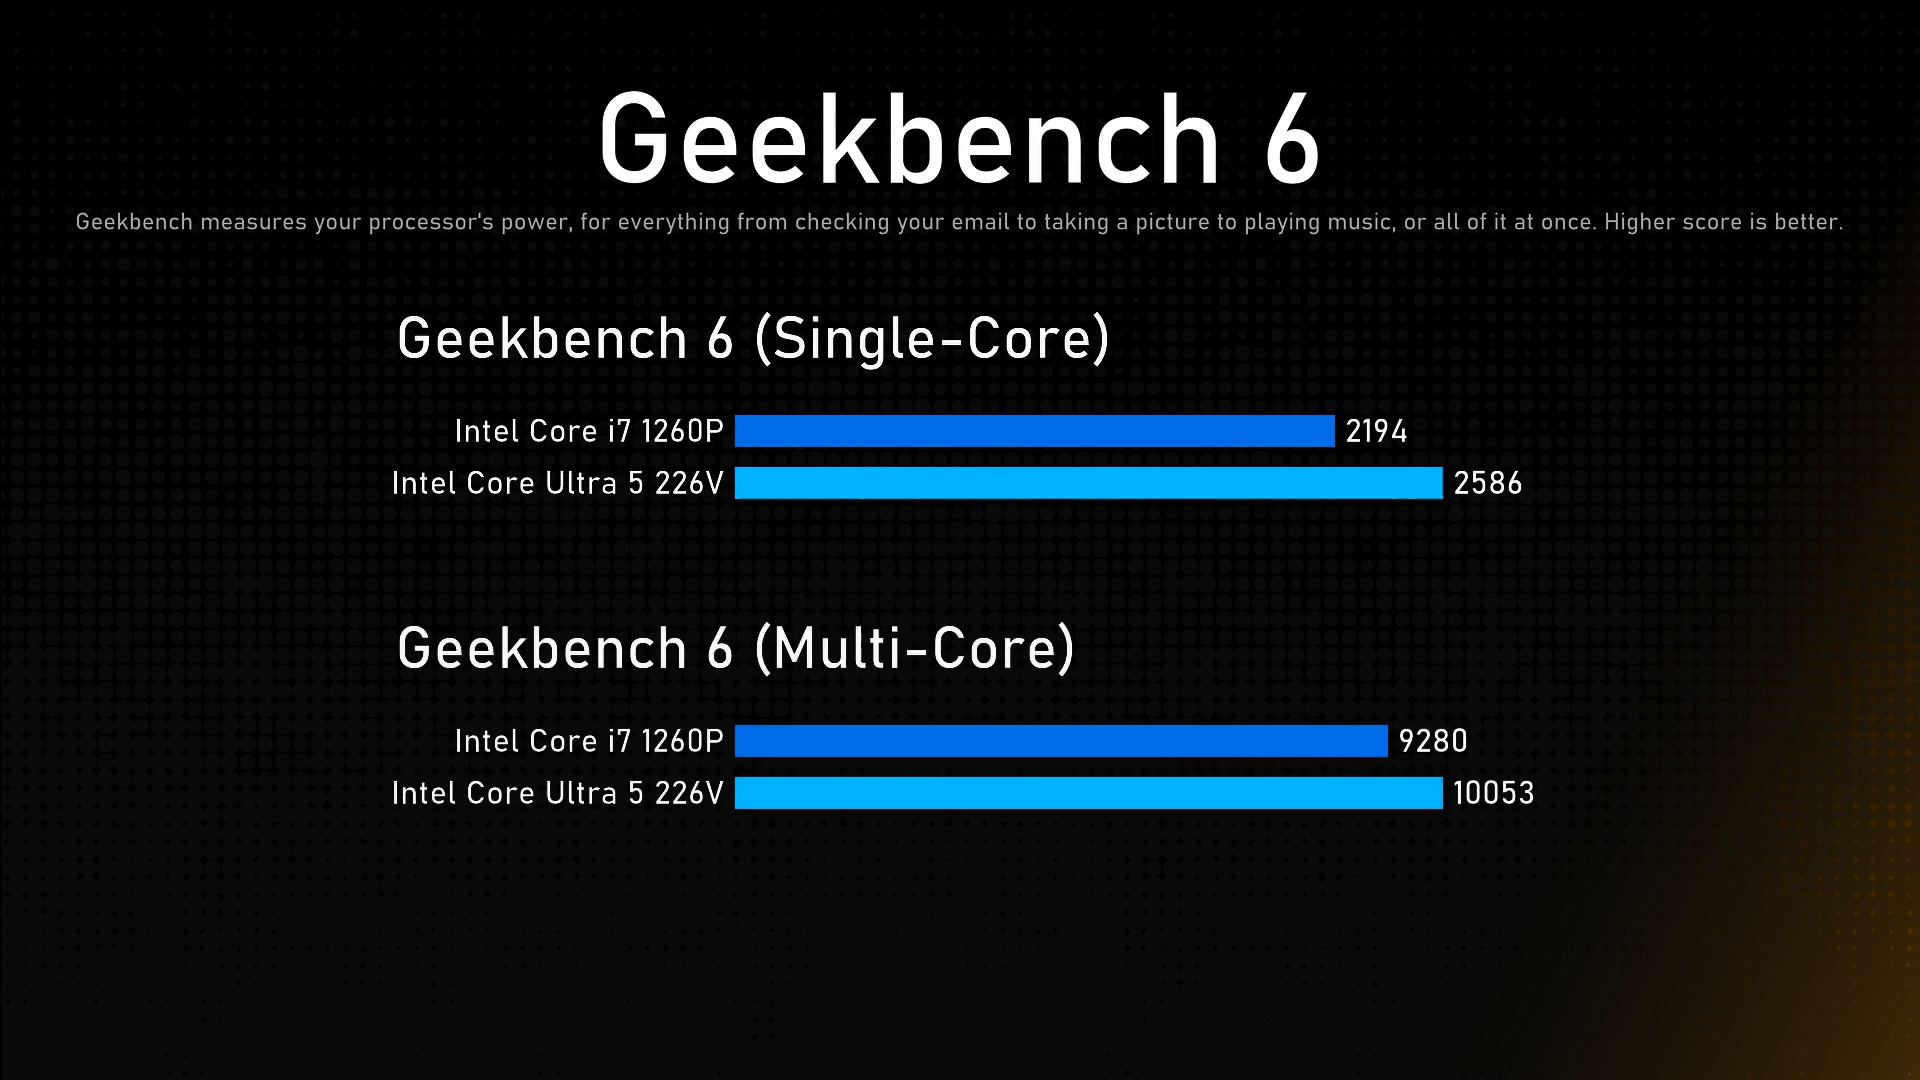 Geekbench 6
Geekbench measures your processor's power, for everything from checking your email to taking a picture to playing music, or all of it at once. Higher score is better.
Geekbench 6 (Single-Core)
Intel Core i7 1260P 2194
Intel Core Ultra 5 226V 2586
Geekbench 6 (Multi-Core)
Intel Core i7 1260P 9280
Intel Core Ultra 5 226V 10053